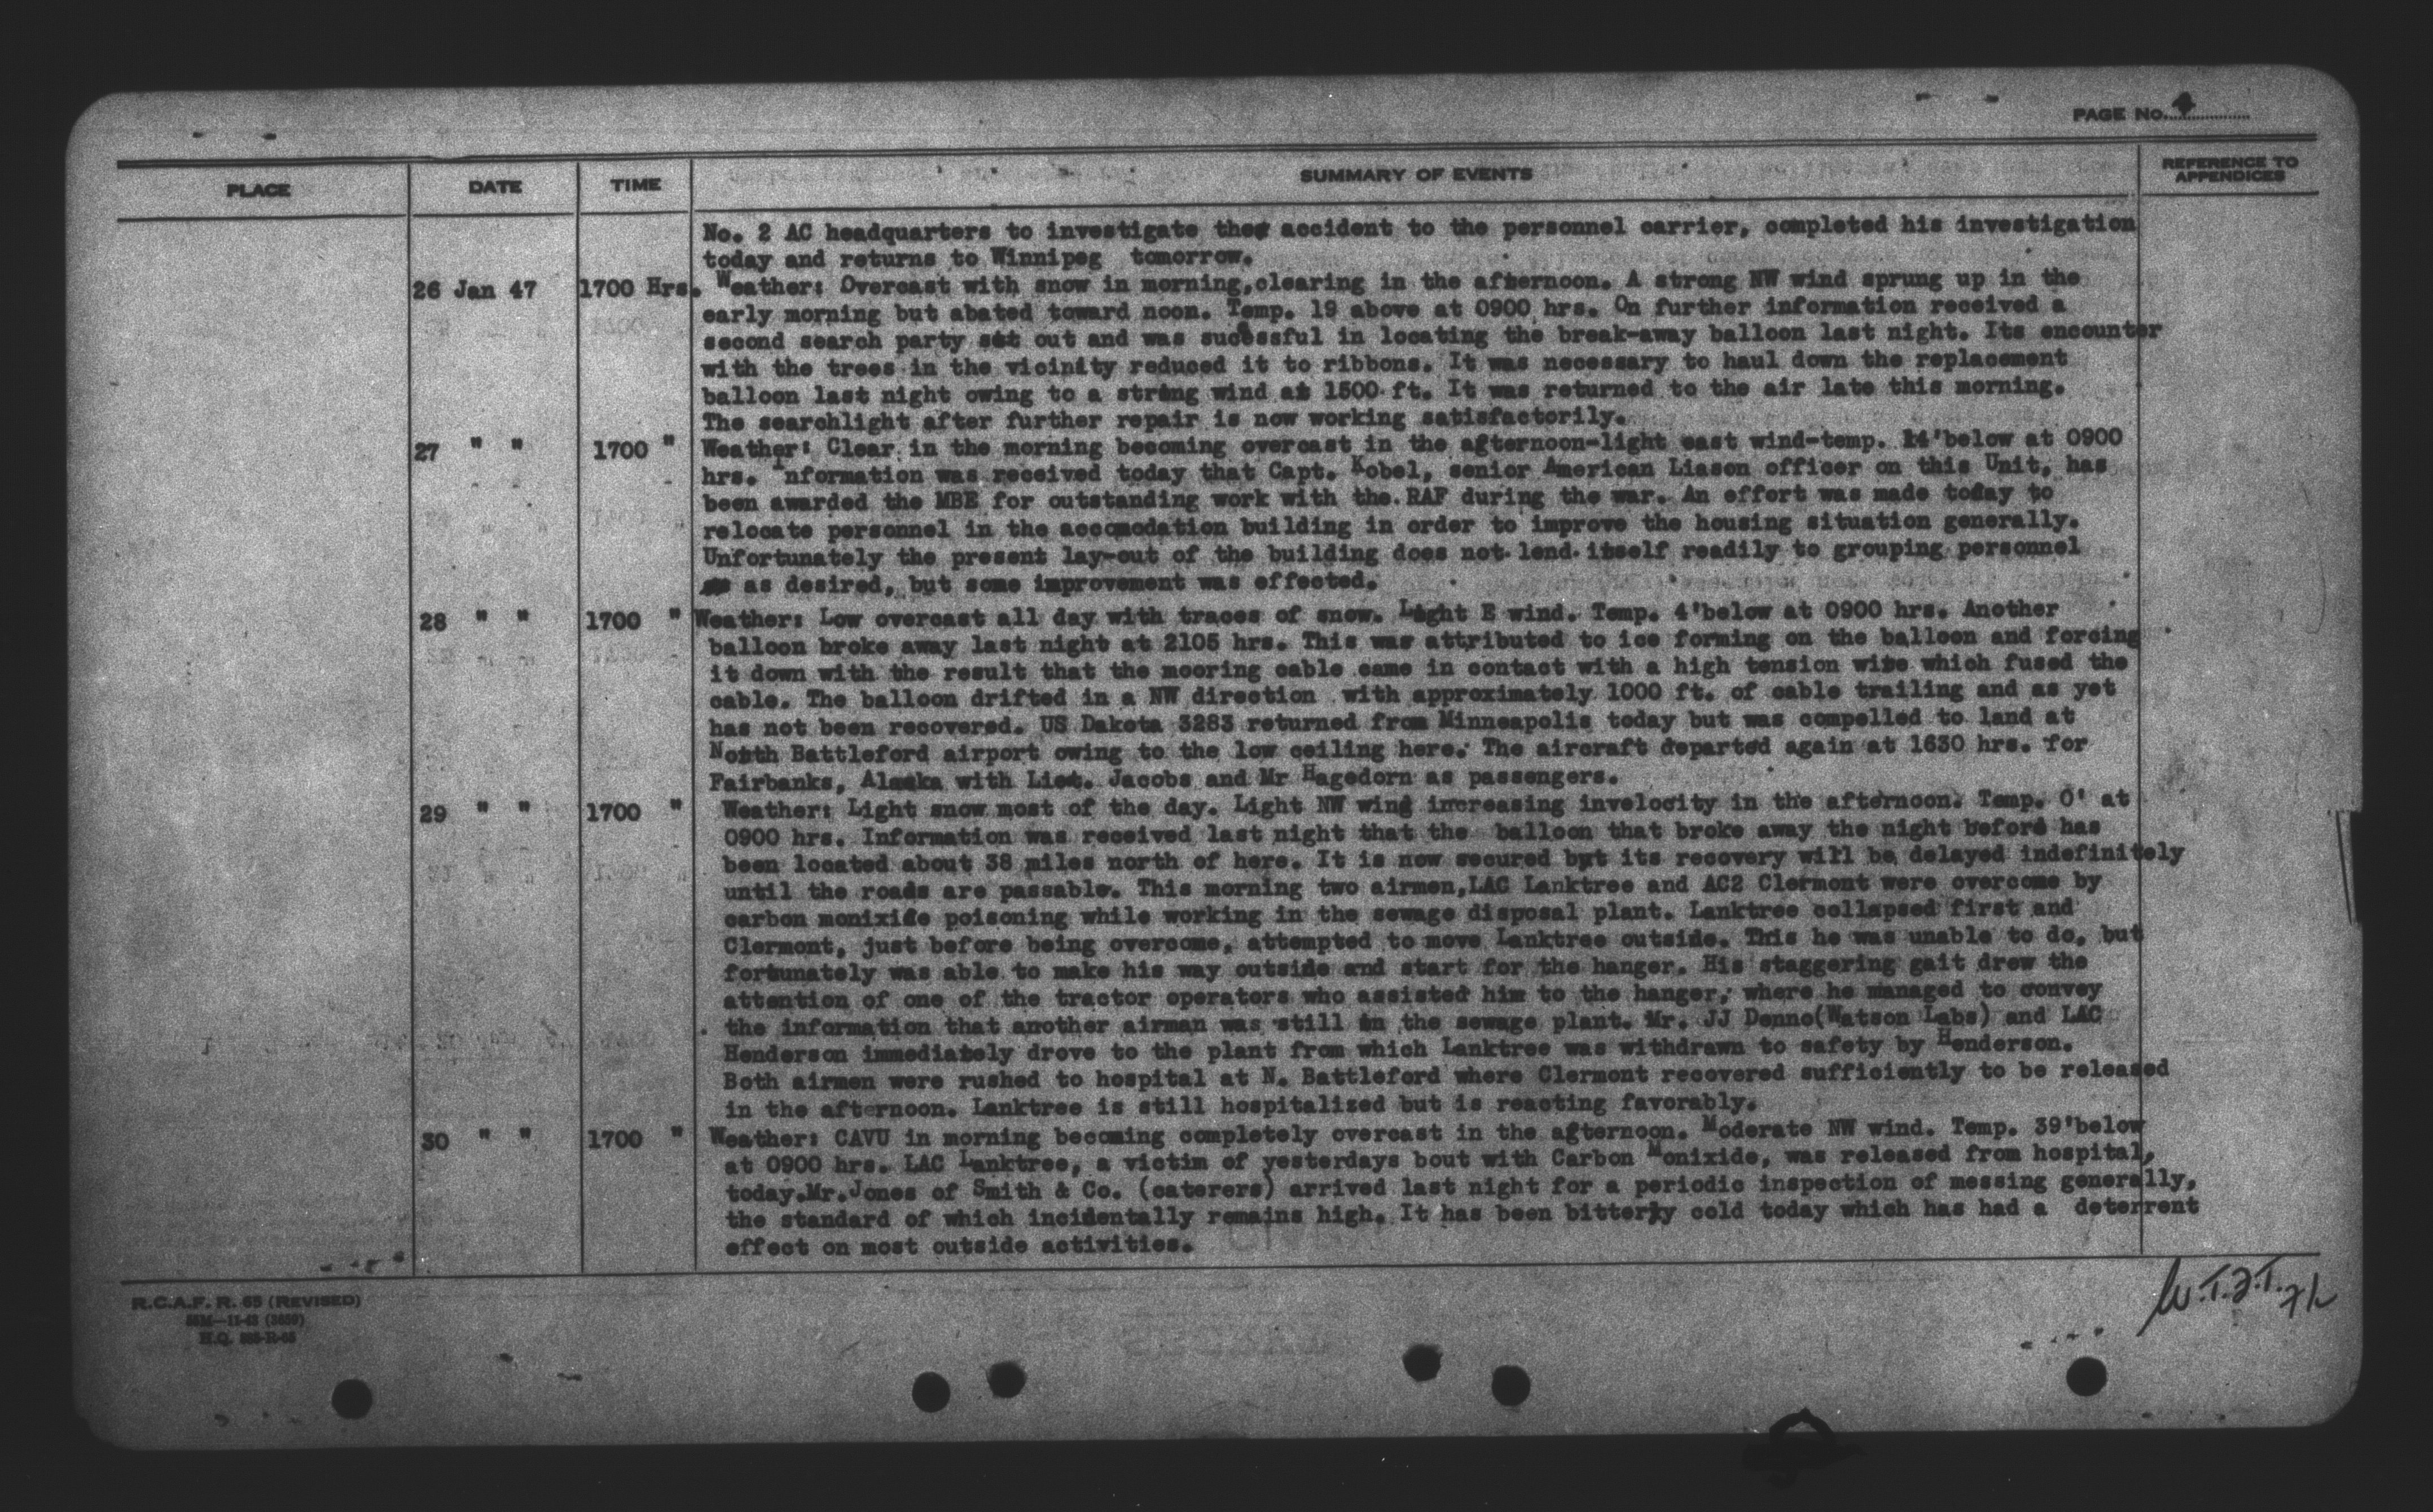 PAGE No. 4
PLACE DATE TIME SUMMARY OF EVENTS REFERENCE TO APPENDICES
No. 2 AC headquarters to investigate the accident to the personnel carrier, completed his investigation
today and returns to Winnipeg tomorrow.
26 Jan 47 1700 Hrs. Weather: Overcast with snow in morning,clearing in the afternoon. A strong NW wind sprung up in the
early morning but abated toward noon. Temp. 19 above at 0900 hrs. On further information received a
second search party set out and was sucessful in locating the break-away balloon last night. Its encounter
with the trees in the vicinity reduced it to ribbons. It was necessary to haul down the replacement
balloon last night owing to a string wind at 1500 ft. It was returned to the air late this morning.
The searchlight after further repair is now working satisfactorily.
27 " " 1700 " Weather: Clear in the morning becoming overcast in the afternoon-light east wind-temp. 14'below at 0900
hrs. Information was received today that Capt. Kobel, senior American Liason officer on this Unit, has
been awarded the MBE for outstanding work with the RAF during the war. An effort was made today to
relocate personnel in the accomodation building in order to improve the housing situation generally.
Unfortunately the present lay-out of the building does not lend itself readily to grouping personnel
as desired, but some improvement was effected.
28 " " 1700 " Weather: Low overcast all day with traces of snow. Light E wind. Temp. 4'below at 0900 hrs. Another
balloon broke away last night at 2105 hrs. This was attributed to ice forming on the balloon and forcing
it down with the result that the mooring cable came in contact with a high tension wire which fused the
cable. The balloon drifted in a NW direction with approximately 1000 ft. of cable trailing and as yet
has not been recovered. US Dakota 3283 returned from Minneapolis today but was compelled to land at
North Battleford airport owing to the low ceiling here. The aircraft departed again at 1630 hrs. for
Fairbanks, Alaska with Liet. Jacobs and Mr Hagedorn as passengers.
29 " " 1700 " Weather: Light snow most of the day. Light NW wind increasing invelocity in the afternoon. Temp. 0' at
0900 hrs. Information was received last night that the balloon that broke away the night before has
been located about 38 miles north of here. It is now secured but its recovery will be delayed indefinitely
until the roads are passable. This morning two airmen,LAC Lanktree and AC2 Clermont were overcome by
carbon monixide poisoning while working in the sewage disposal plant. Lanktree collapsed first and
Clermont, just before being overcome, attempted to move Lanktree outside. This he was unable to do, but
fortunately was able to make his way outside and start for the hanger. His staggering gait drew the
attention of one of the tractor operators who assisted him to the hanger, where he managed to convey
the information that another airman was still in the sewage plant. Mr. JJ Denno(Watson Labs) and LAC
Henderson immediately drove to the plant from which Lanktree was withdrawn to safety by Henderson.
Both airmen were rushed to hospital at N. Battleford where Clermont recovered sufficiently to be released
in the afternoon. Lanktree is still hospitalized but is reacting favorably.
30 " " 1700 " Weather: CAVU in morning becoming completely overcast in the afternoon. Moderate NW wind. Temp. 39'below
at 0900 hrs. LAC Lanktree, a victim of yesterdays bout with Carbon Monixide, was released from hospital,
today.Mr.Jones of Smith & Co. (caterers) arrived last night for a periodic inspection of messing generally,
the standard of which incidentally remains high. It has been bitterly cold today which has had a deterrent
effect on most outside activities.
R.C.A.F. R. 65 (REVISED)